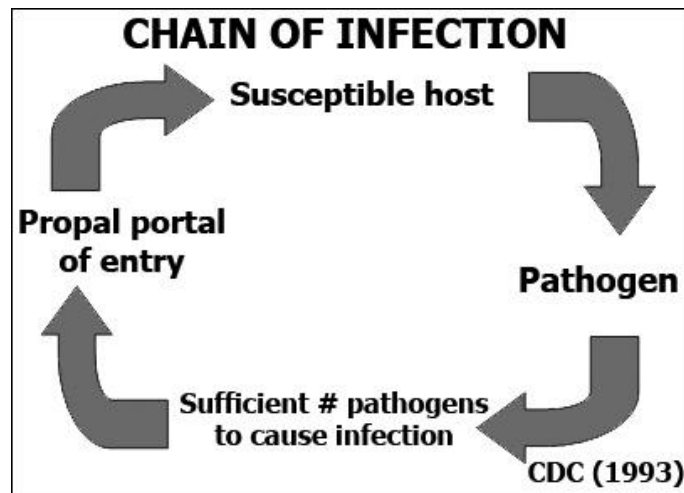 CHAIN OF INFECTION
Susceptible host
Propal portal
of entry
Pathogen
Sufficient # pathogens
to cause infection
CDC (1993)